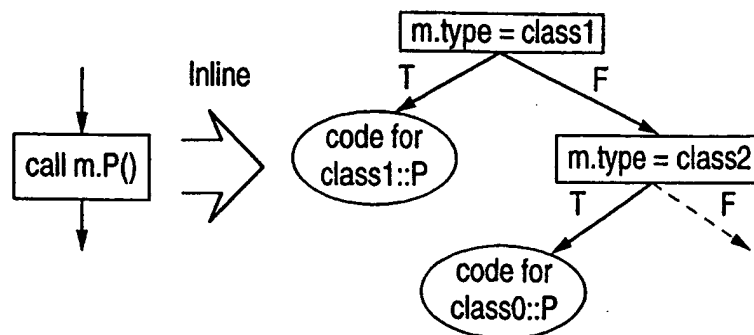 m.type = class1
Inline
T
F
call m.P()
code for
class1::P
m.type = class2
T
F
code for
class0::P